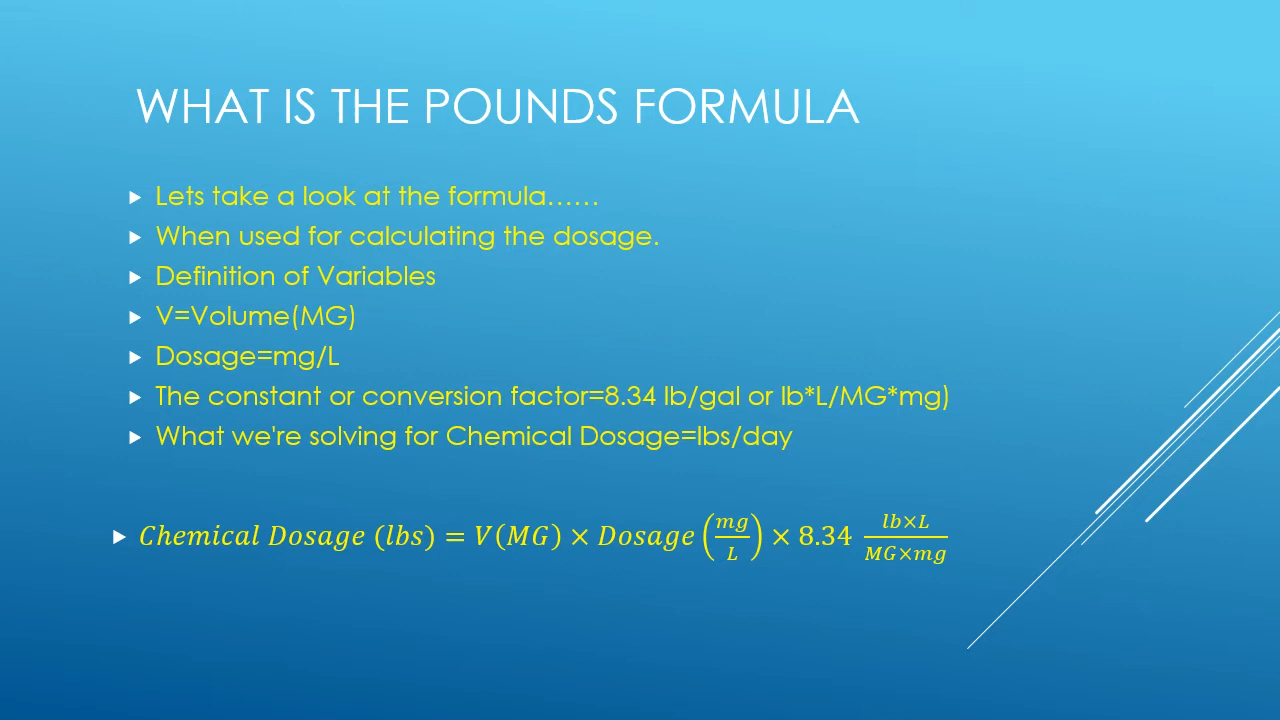 WHAT IS THE POUNDS FORMULA
Lets take a look at the formula……
When used for calculating the dosage.
Definition of Variables
V=Volume(MG)
Dosage=mg/L
The constant or conversion factor=8.34 lb/gal or lb*L/MG*mg)
What we're solving for Chemical Dosage=lbs/day
Chemical Dosage (lbs) = V(MG) × Dosage (mg/L) × 8.34 lb×L/MG×mg